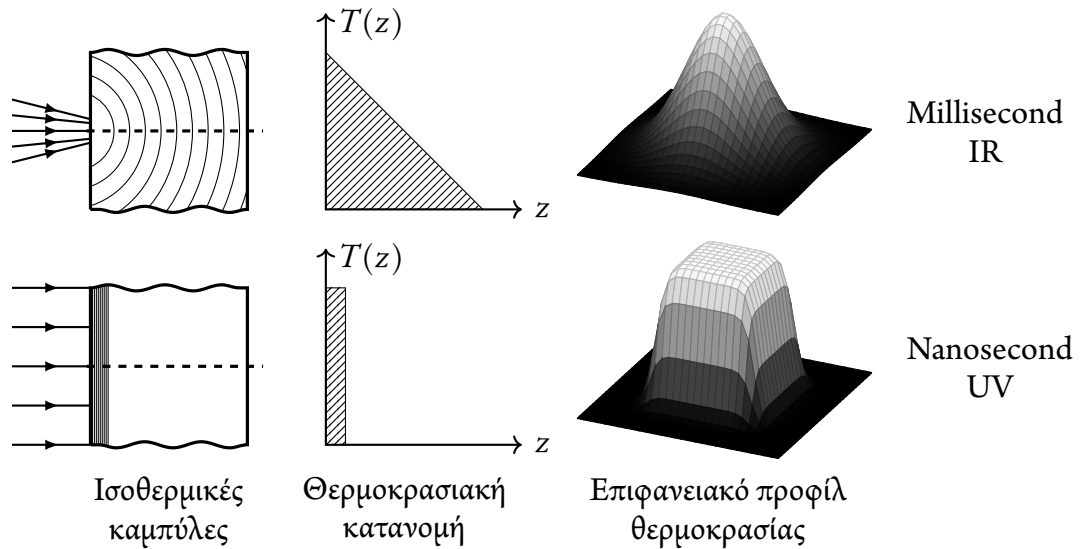 T(z)
z
Millisecond
IR
T(z)
z
Nanosecond
UV
Ισοθερμικές
καμπύλες
Θερμοκρασιακή
κατανομή
Επιφανειακό προφίλ
θερμοκρασίας